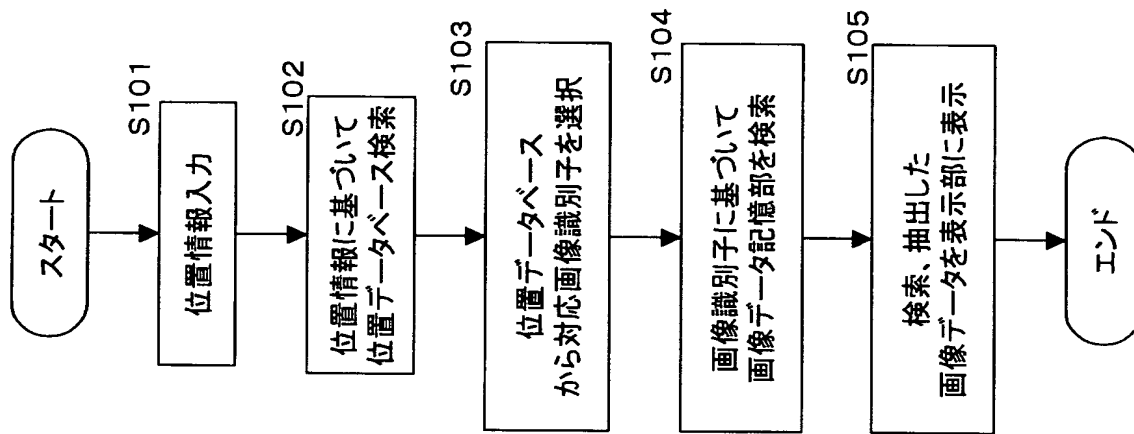 スタート
S101
位置情報入力
S102
位置情報に基づいて
位置データベース検索
S103
位置データベース
から対応画像識別子を選択
S104
画像識別子に基づいて
画像データ記憶部を検索
S105
検索、抽出した
画像データを表示部に表示
エンド